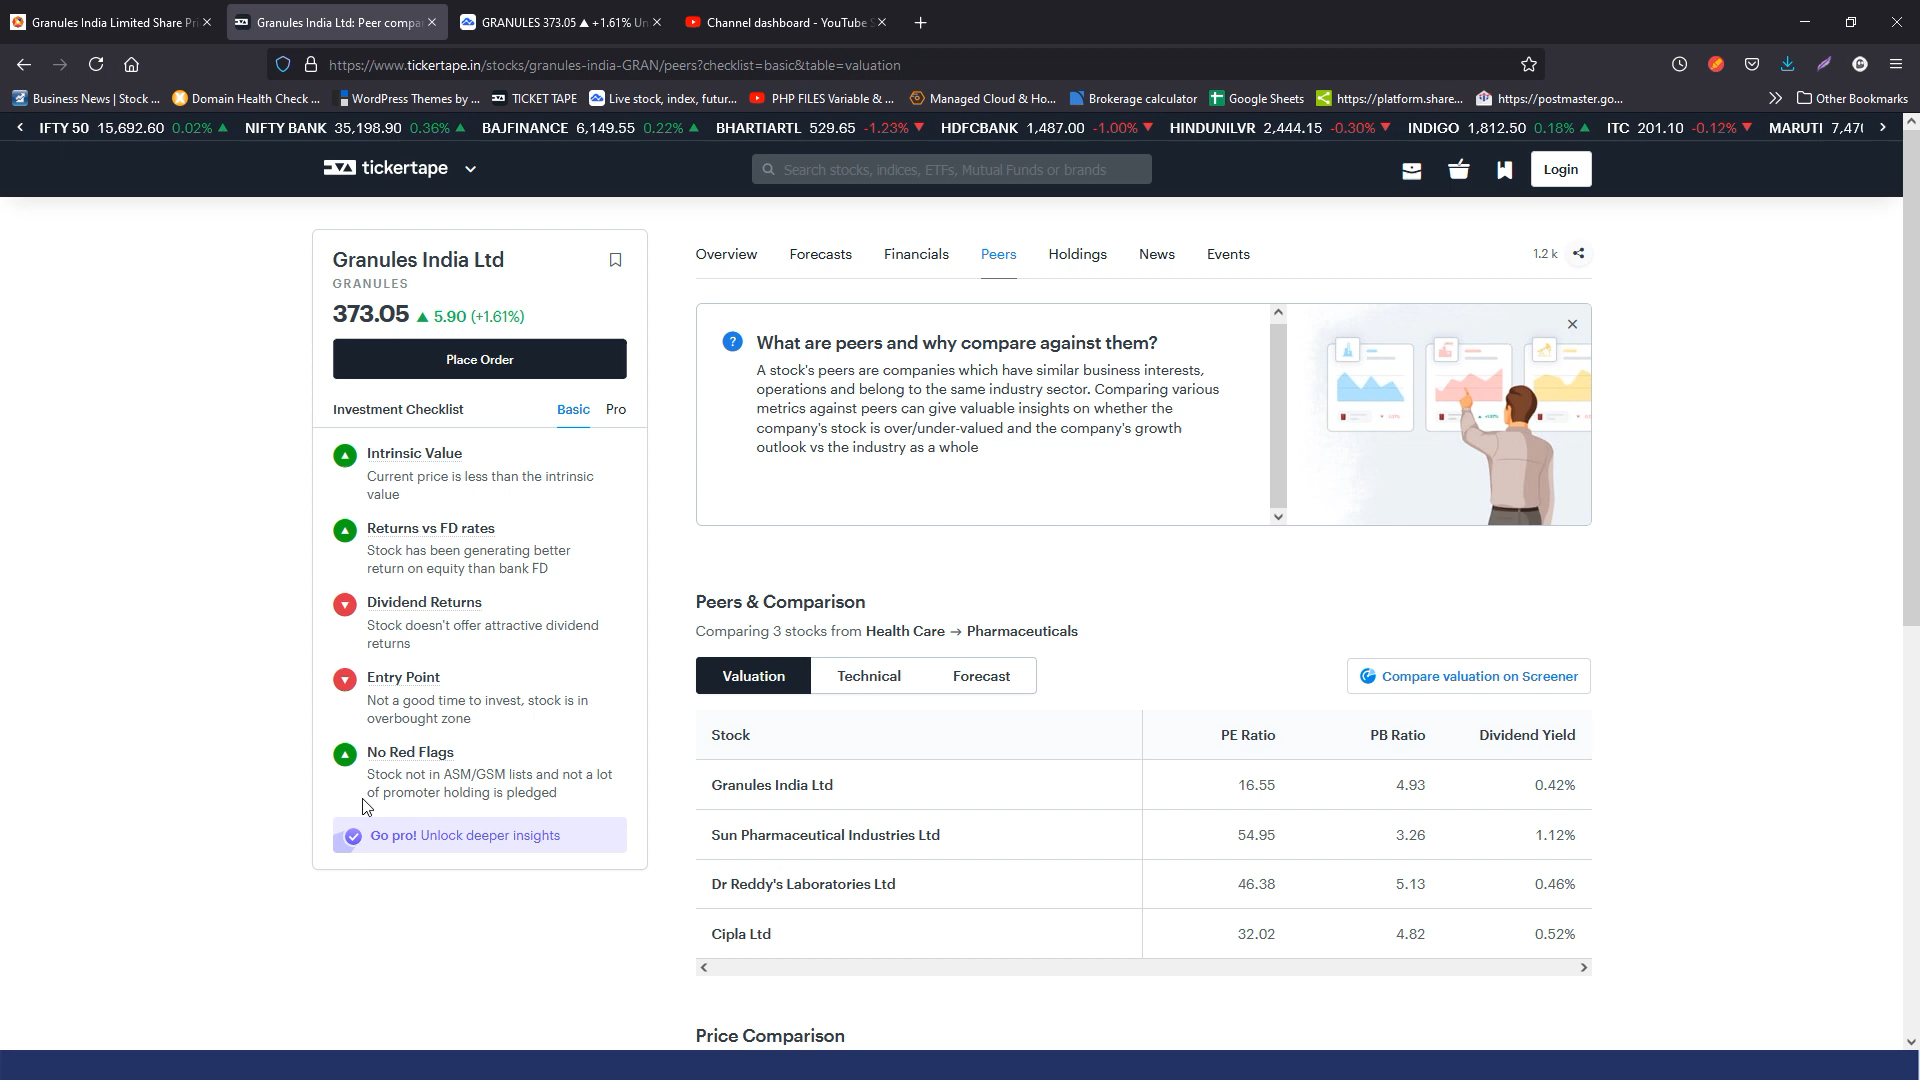 Granules India Limited Share Pri
Granules India Ltd: Peer compa
GRANULES 373.05 ▲ +1.61% Un
Channel dashboard - YouTube S
https://www.tickertape.in/stocks/granules-india-GRAN/peers?checklist=basic&table=valuation
Business News | Stock ...
Domain Health Check ...
WordPress Themes by ...
TICKET TAPE
Live stock, index, futur...
PHP FILES Variable & ...
Managed Cloud & Ho...
Brokerage calculator
Google Sheets
https://platform.share...
https://postmaster.go...
Other Bookmarks
IFTY 50 15,692.60 0.02% ▲ NIFTY BANK 35,198.90 0.36% ▲ BAJFINANCE 6,149.55 0.22% ▲ BHARTIARTL 529.65 -1.23% ▼ HDFCBANK 1,487.00 -1.00% ▼ HINDUNILVR 2,444.15 -0.30% ▼ INDIGO 1,812.50 0.18% ▲ ITC 201.10 -0.12% ▼ MARUTI 7,47
tickertape
Search stocks, indices, ETFs, Mutual Funds or brands
Login
Granules India Ltd
GRANULES
373.05 ▲ 5.90 (+1.61%)
Place Order
Investment Checklist Basic Pro
Intrinsic Value
Current price is less than the intrinsic
value
Returns vs FD rates
Stock has been generating better
return on equity than bank FD
Dividend Returns
Stock doesn't offer attractive dividend
returns
Entry Point
Not a good time to invest, stock is in
overbought zone
No Red Flags
Stock not in ASM/GSM lists and not a lot
of promoter holding is pledged
Go pro! Unlock deeper insights
Overview Forecasts Financials Peers Holdings News Events 1.2 k
? What are peers and why compare against them?
A stock's peers are companies which have similar business interests,
operations and belong to the same industry sector. Comparing various
metrics against peers can give valuable insights on whether the
company's stock is over/under-valued and the company's growth
outlook vs the industry as a whole
Peers & Comparison
Comparing 3 stocks from Health Care → Pharmaceuticals
Valuation Technical Forecast Compare valuation on Screener
Stock PE Ratio PB Ratio Dividend Yield
Granules India Ltd 16.55 4.93 0.42%
Sun Pharmaceutical Industries Ltd 54.95 3.26 1.12%
Dr Reddy's Laboratories Ltd 46.38 5.13 0.46%
Cipla Ltd 32.02 4.82 0.52%
Price Comparison